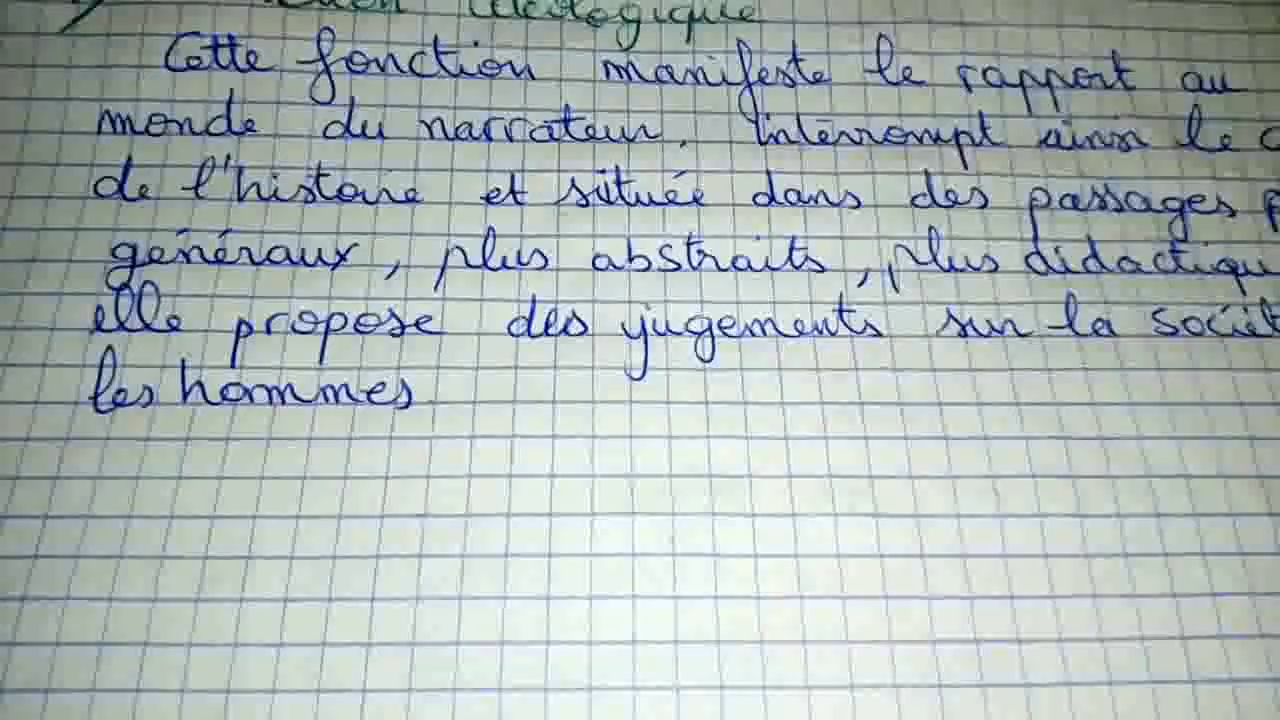 idéologique
Cette fonction manifeste le rapport au
monde du narrateur. Interrompt ainsi le
de l'histoire et située dans des passages
généraux, plus abstraits, plus didactiqu
elle propose des jugements sur la sociét
les hommes